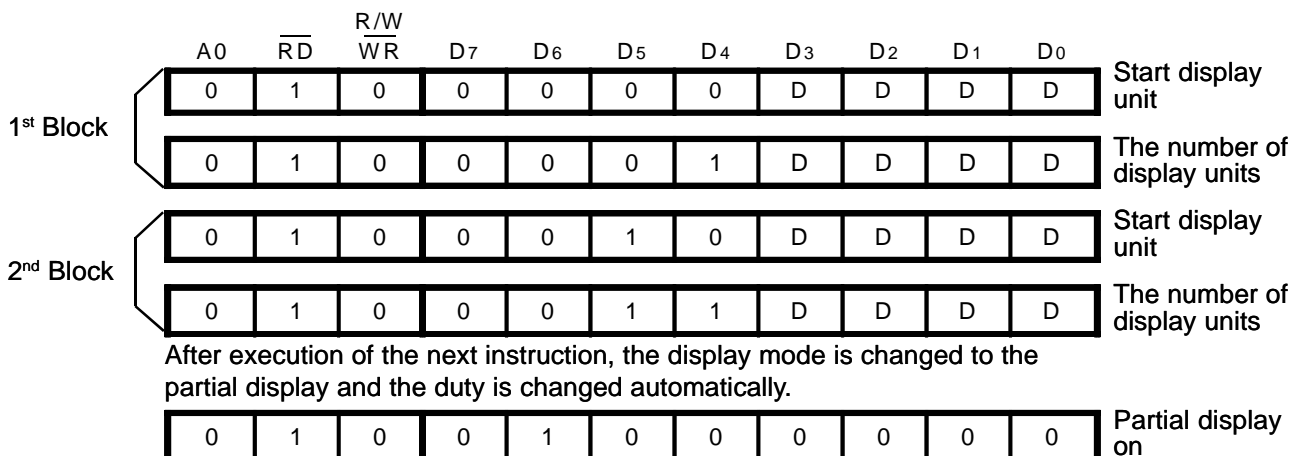 R/W
A0 RD WR D7 D6 D5 D4 D3 D2 D1 D0
1st Block
0 1 0 0 0 0 0 D D D D Start display unit
0 1 0 0 0 0 1 D D D D The number of display units
2nd Block
0 1 0 0 0 1 0 D D D D Start display unit
0 1 0 0 0 1 1 D D D D The number of display units
After execution of the next instruction, the display mode is changed to the
partial display and the duty is changed automatically.
0 1 0 0 1 0 0 0 0 0 0 Partial display on